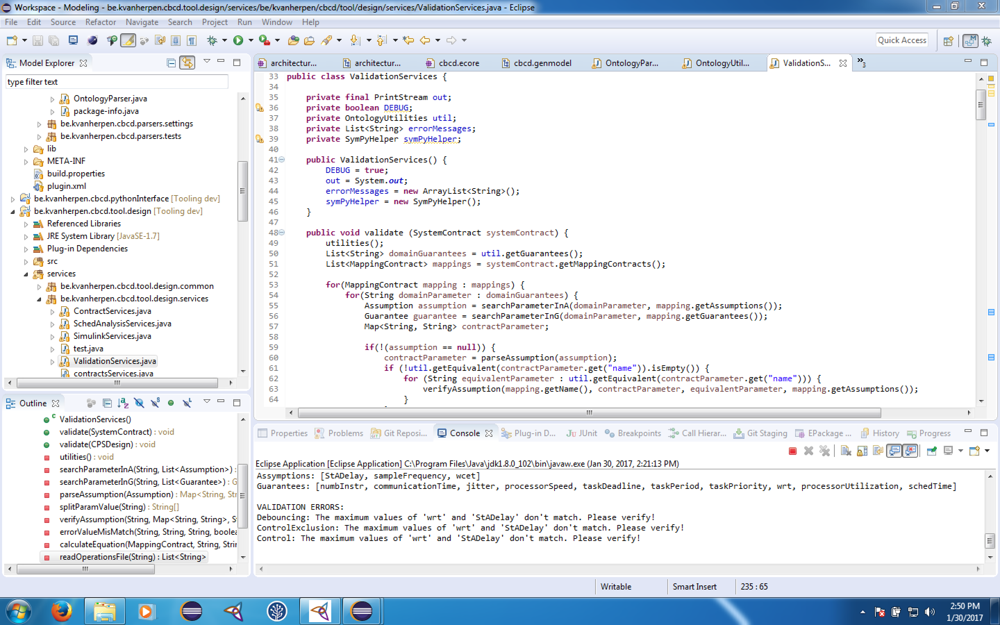 Workspace - Modeling - be.kvanherpen.cbcd.tool.design/services/be/kvanherpen/cbcd/tool/design/services/ValidationServices.java - Eclipse
File Edit Source Refactor Navigate Search Project Run Window Help
Quick Access
Model Explorer
type filter text
OntologyParser.java
package-info.java
be.kvanherpen.cbcd.parsers.settings
be.kvanherpen.cbcd.parsers.tests
lib
META-INF
build.properties
plugin.xml
be.kvanherpen.cbcd.pythonInterface [Tooling dev]
be.kvanherpen.cbcd.tool.design [Tooling dev]
Referenced Libraries
JRE System Library [JavaSE-1.7]
Plug-in Dependencies
src
services
be.kvanherpen.cbcd.tool.design.common
be.kvanherpen.cbcd.tool.design.services
ContractServices.java
SchedAnalysisServices.java
SimulinkServices.java
test.java
ValidationServices.java
contractsServices.java
Outline
ValidationServices()
validate(SystemContract) : void
validate(CPSDesign) : void
utilities() : void
searchParameterInA(String, List<Assumption>) :
searchParameterInG(String, List<Guarantee>) : G
parseAssumption(Assumption) : Map<String, Str
splitParamValue(String) : String[]
verifyAssumption(String, Map<String, String>, S
errorValueMisMatch(String, String, String, boolea
calculateEquation(MappingContract, String, Strin
readOperationsFile(String) : List<String>
architectur... architectur... cbcd.ecore cbcd.genmodel OntologyPar... OntologyUtil... ValidationS... »3
33 public class ValidationServices {
34
35 private final PrintStream out;
36 private boolean DEBUG;
37 private OntologyUtilities util;
38 private List<String> errorMessages;
39 private SymPyHelper symPyHelper;
40
41 public ValidationServices() {
42 DEBUG = true;
43 out = System.out;
44 errorMessages = new ArrayList<String>();
45 symPyHelper = new SymPyHelper();
46 }
47
48 public void validate (SystemContract systemContract) {
49 utilities();
50 List<String> domainGuarantees = util.getGuarantees();
51 List<MappingContract> mappings = systemContract.getMappingContracts();
52
53 for(MappingContract mapping : mappings) {
54 for(String domainParameter : domainGuarantees) {
55 Assumption assumption = searchParameterInA(domainParameter, mapping.getAssumptions());
56 Guarantee guarantee = searchParameterInG(domainParameter, mapping.getGuarantees());
57 Map<String, String> contractParameter;
58
59 if(!(assumption == null)) {
60 contractParameter = parseAssumption(assumption);
61 if (!util.getEquivalent(contractParameter.get("name")).isEmpty()) {
62 for (String equivalentParameter : util.getEquivalent(contractParameter.get("name"))) {
63 verifyAssumption(mapping.getName(), contractParameter, equivalentParameter, mapping.getAssumptions());
64 }
Properties Problems Git Reposi... Console Plug-in D... JUnit Breakpoints Call Hierar... Git Staging EPackage ... History Progress
Eclipse Application [Eclipse Application] C:\Program Files\Java\jdk1.8.0_102\bin\javaw.exe (Jan 30, 2017, 2:21:13 PM)
Assymptions: [StADelay, sampleFrequency, wcet]
Guarantees: [numbInstr, communicationTime, jitter, processorSpeed, taskDeadline, taskPeriod, taskPriority, wrt, processorUtilization, schedTime]
VALIDATION ERRORS:
Debouncing: The maximum values of 'wrt' and 'StADelay' don't match. Please verify!
ControlExclusion: The maximum values of 'wrt' and 'StADelay' don't match. Please verify!
Control: The maximum values of 'wrt' and 'StADelay' don't match. Please verify!
Writable Smart Insert 235 : 65
2:50 PM
1/30/2017